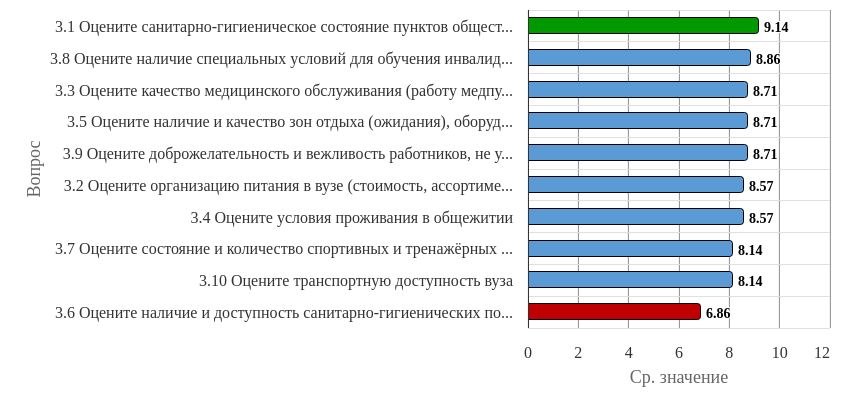 3.1 Оцените санитарно-гигиеническое состояние пунктов общест... 9.14
3.8 Оцените наличие специальных условий для обучения инвалид... 8.86
3.3 Оцените качество медицинского обслуживания (работу медпу... 8.71
3.5 Оцените наличие и качество зон отдыха (ожидания), оборуд... 8.71
3.9 Оцените доброжелательность и вежливость работников, не у... 8.71
3.2 Оцените организацию питания в вузе (стоимость, ассортиме... 8.57
3.4 Оцените условия проживания в общежитии 8.57
3.7 Оцените состояние и количество спортивных и тренажёрных ... 8.14
3.10 Оцените транспортную доступность вуза 8.14
3.6 Оцените наличие и доступность санитарно-гигиенических по... 6.86
Вопрос
0 2 4 6 8 10 12
Ср. значение